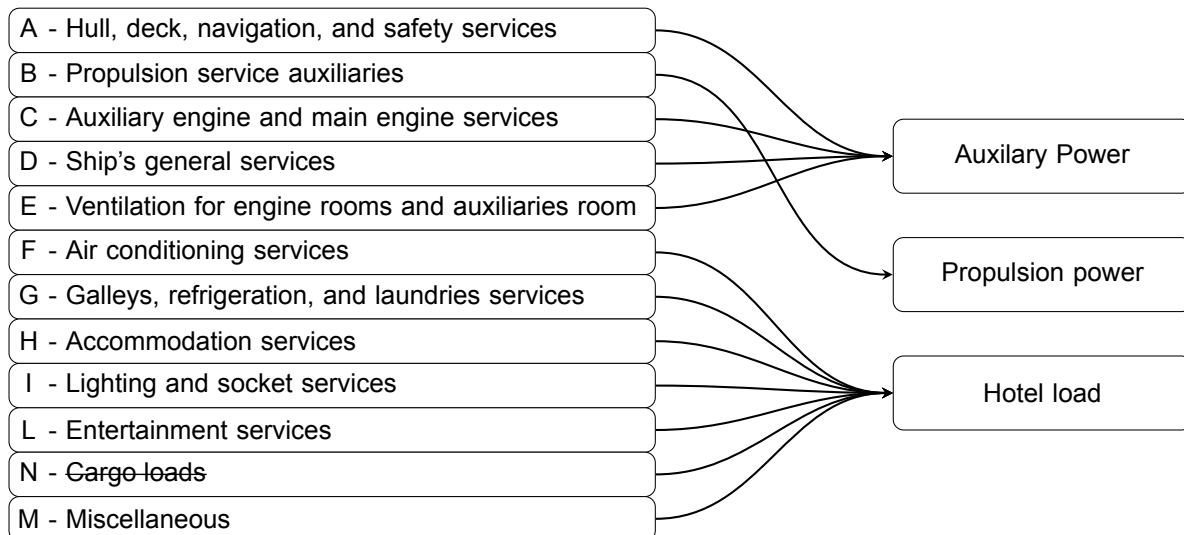 A - Hull, deck, navigation, and safety services
B - Propulsion service auxiliaries
C - Auxiliary engine and main engine services
D - Ship's general services
E - Ventilation for engine rooms and auxiliaries room
F - Air conditioning services
G - Galleys, refrigeration, and laundries services
H - Accommodation services
I - Lighting and socket services
L - Entertainment services
N - Cargo loads
M - Miscellaneous
Auxilary Power
Propulsion power
Hotel load